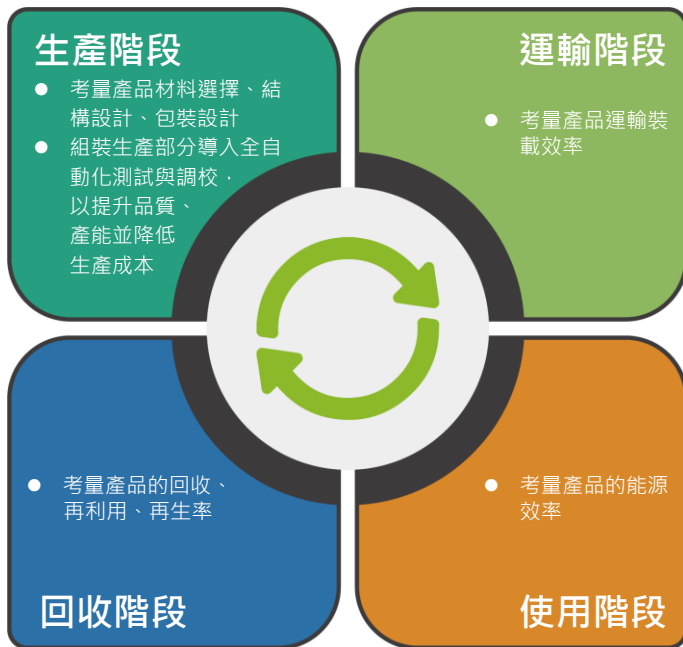 生產階段
● 考量產品材料選擇、結
構設計、包裝設計
● 組裝生產部分導入全自
動化測試與調校，
以提升品質、
產能並降低
生產成本
運輸階段
● 考量產品運輸裝
載效率
● 考量產品的回收、
再利用、再生率
回收階段
● 考量產品的能源
效率
使用階段